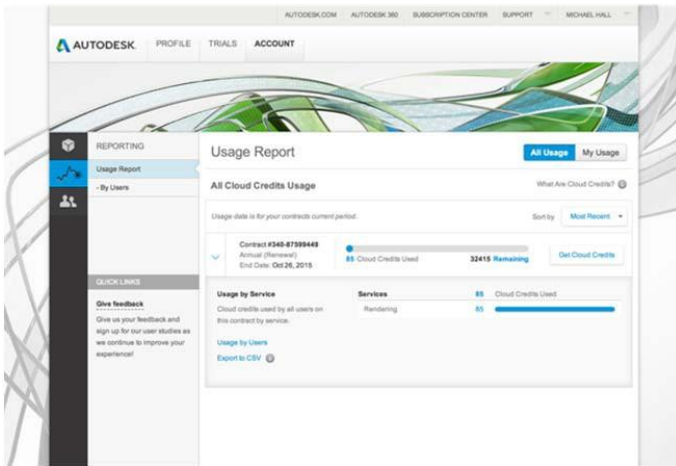 AUTODESK.COM AUTODESK 360 SUBSCRIPTION CENTER SUPPORT MICHAEL HALL
AUTODESK. PROFILE TRIALS ACCOUNT
REPORTING
Usage Report
- By Users
QUICK LINKS
Give feedback
Give us your feedback and
sign up for our user studies as
we continue to improve your
experience!
Usage Report
All Usage My Usage
All Cloud Credits Usage
What Are Cloud Credits?
Usage data is for your contracts current period.
Sort by Most Recent
Contract #340-87599449
Annual (Renewal)
End Date: Oct 26, 2015
85 Cloud Credits Used
32415 Remaining
Get Cloud Credits
Usage by Service
Cloud credits used by all users on
this contract by service.
Usage by Users
Export to CSV
Services 85 Cloud Credits Used
Rendering 85